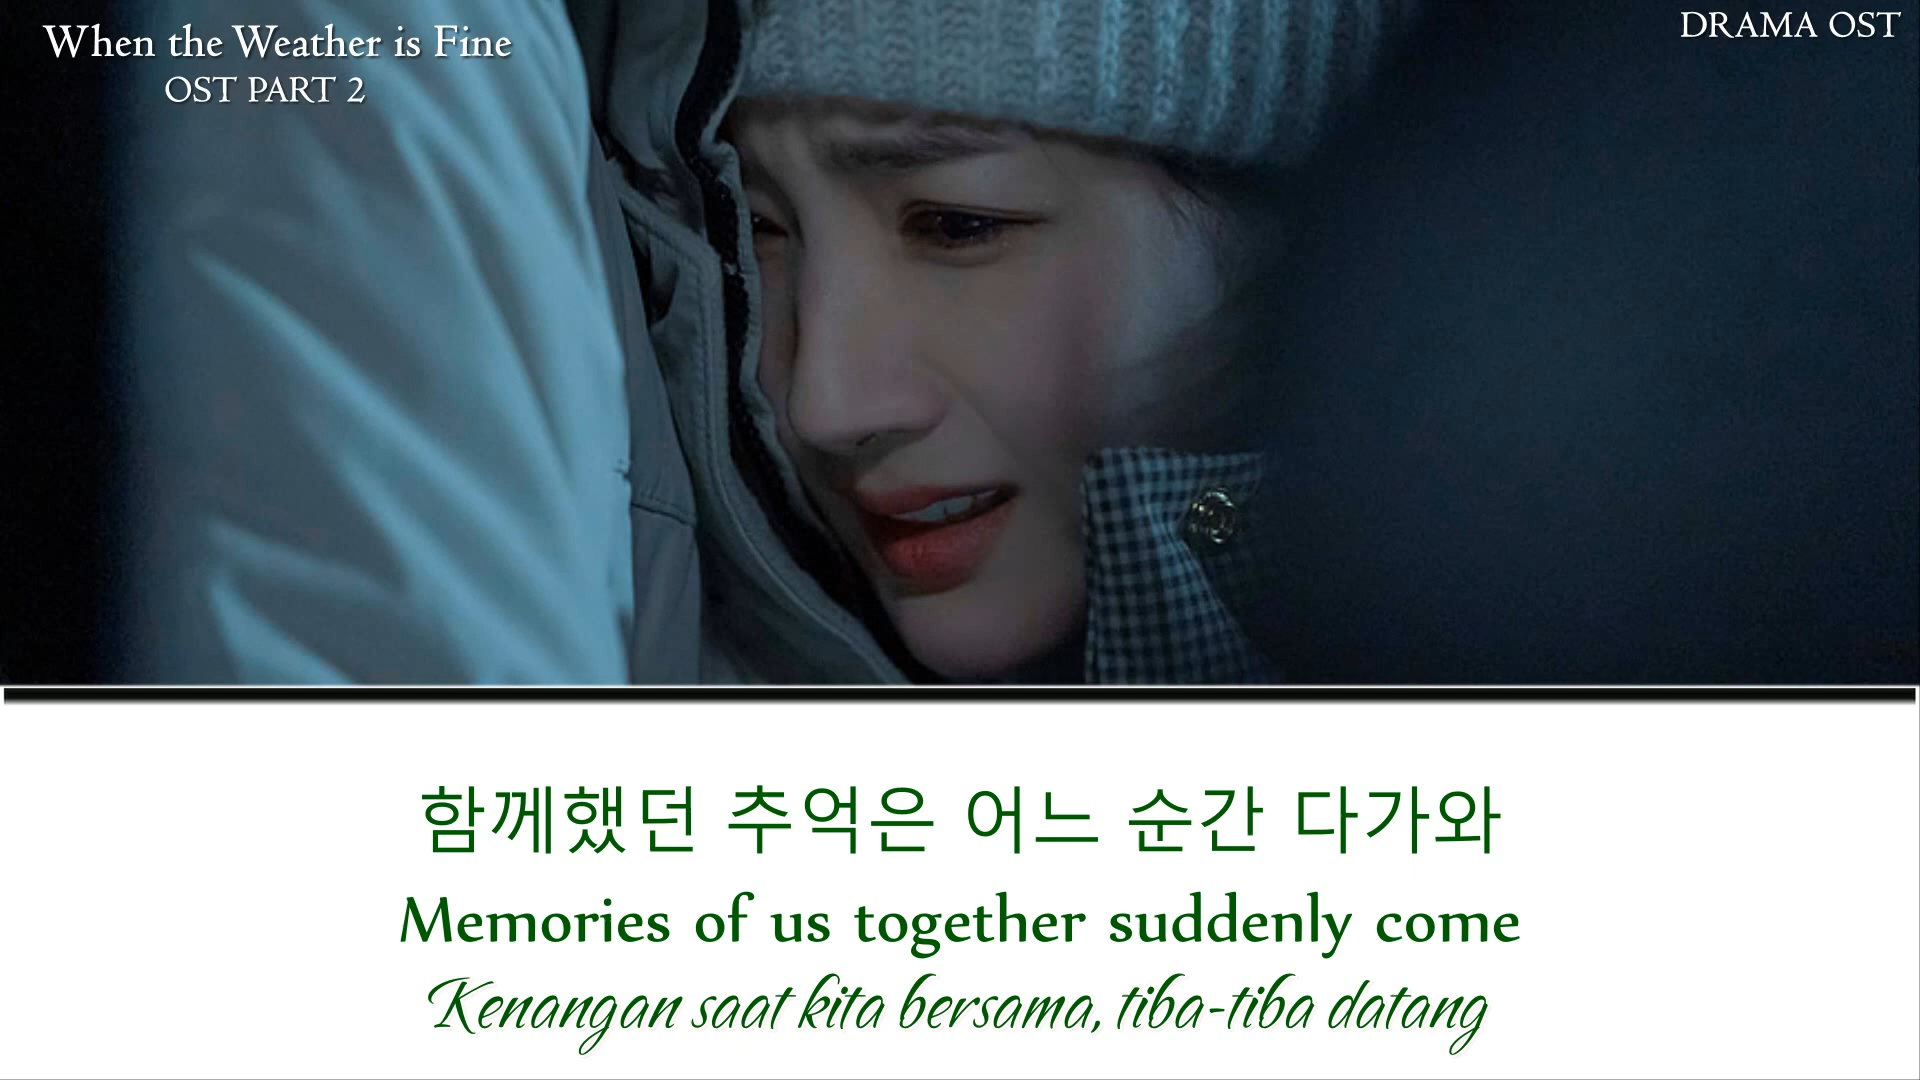 When the Weather is Fine
OST PART 2
DRAMA OST
함께했던 추억은 어느 순간 다가와
Memories of us together suddenly come
Kenangan saat kita bersama, tiba-tiba datang